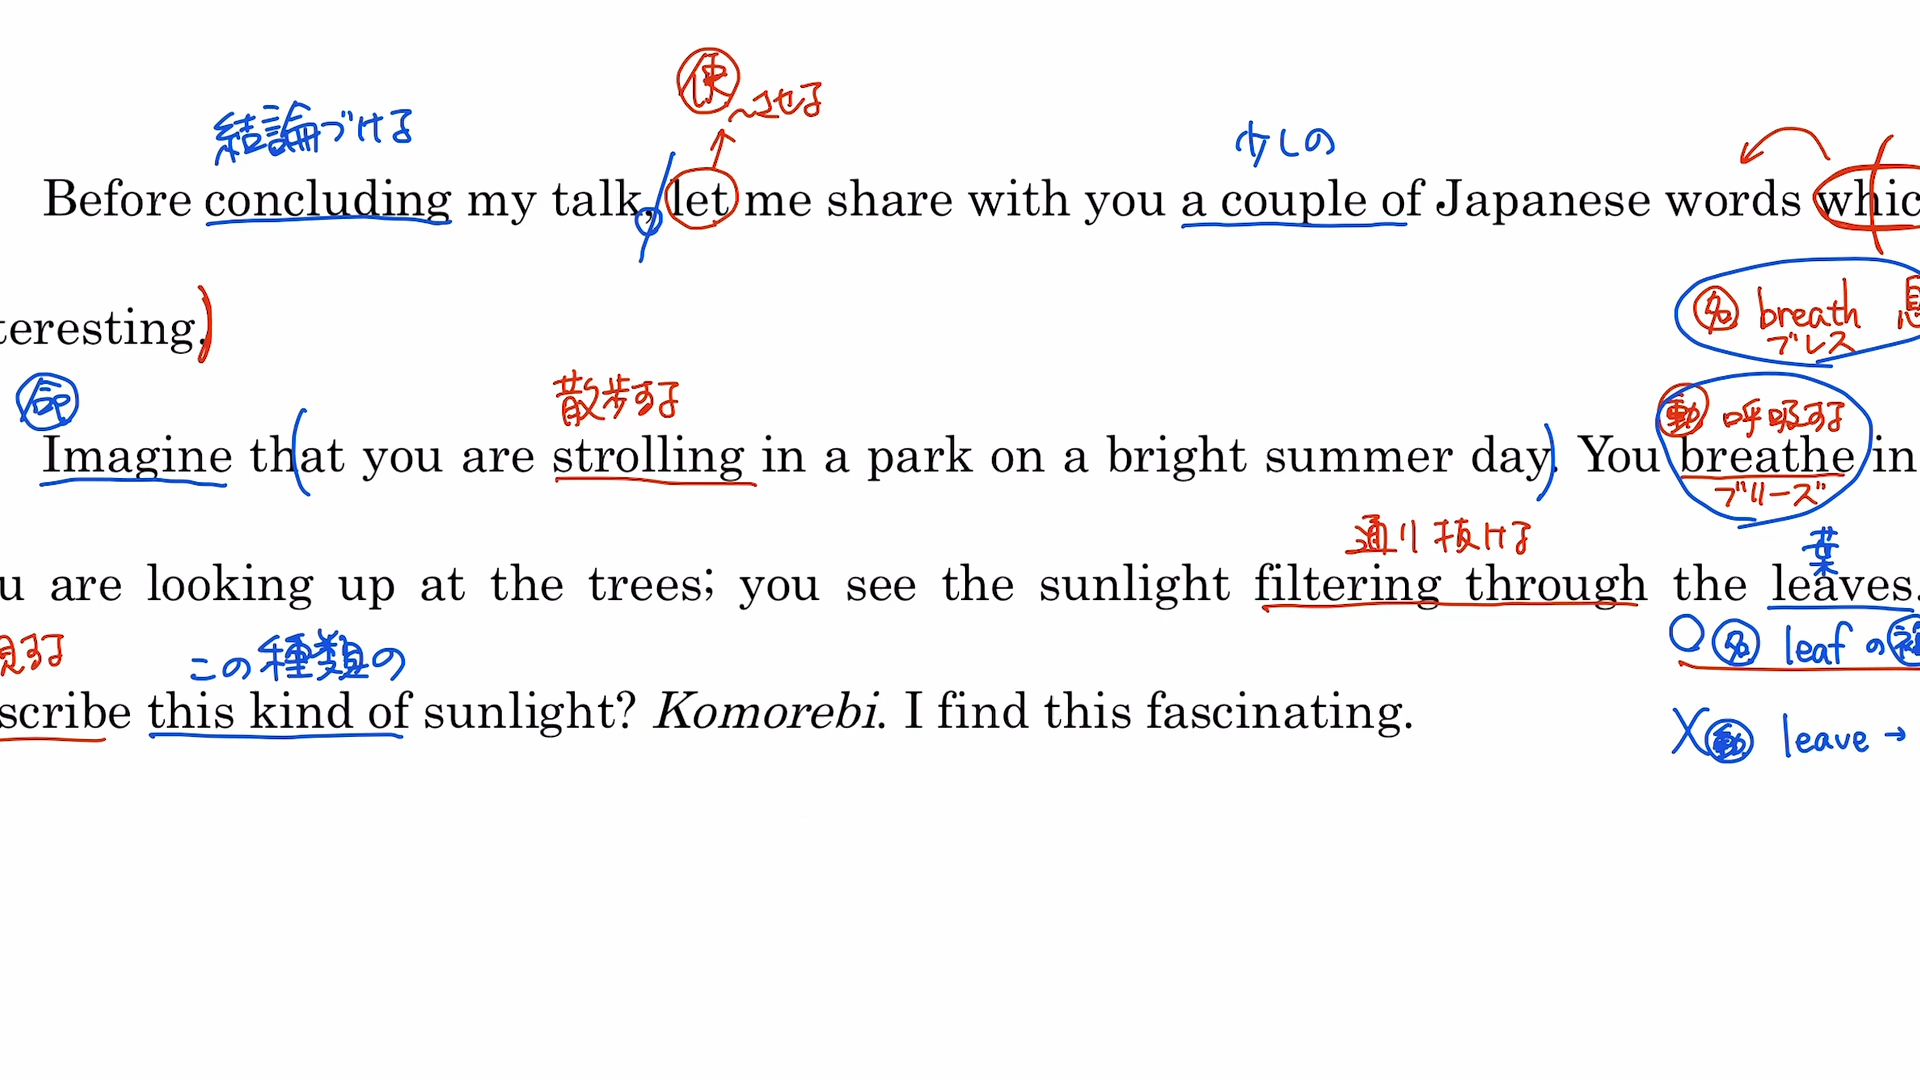 使
~させる
結論づける
少しの
Before concluding my talk, let me share with you a couple of Japanese words whic
名 breath 息
ブレス
teresting.)
命
散歩する
動 呼吸する
Imagine that you are strolling in a park on a bright summer day. You breathe in
ブリーズ
通り抜ける
葉
u are looking up at the trees; you see the sunlight filtering through the leaves.
○ 名 leaf の複
見する
この種類の
scribe this kind of sunlight? Komorebi. I find this fascinating.
X 動 leave →